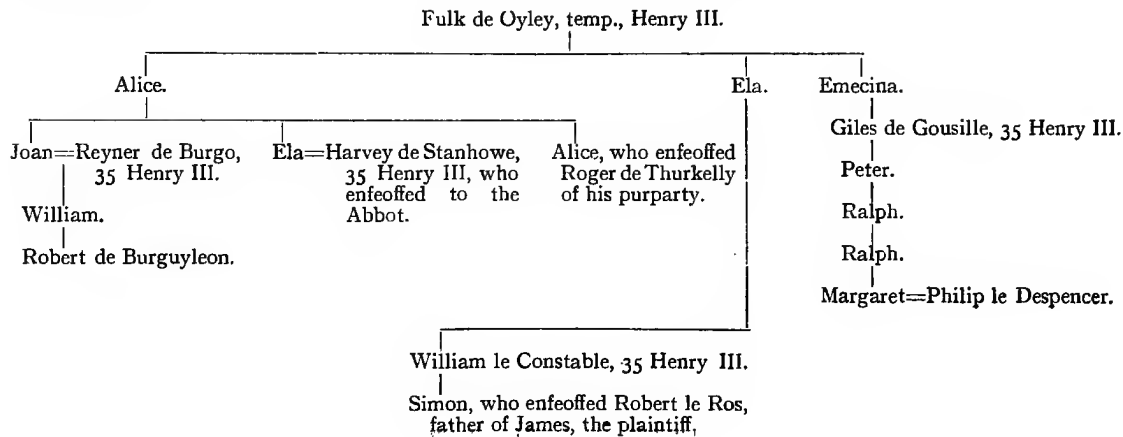 Fulk de Oyley, temp., Henry III.
Alice.
Ela.
Emecina.
Joan=Reyner de Burgo,
35 Henry III.
William.
Robert de Burguyleon.
Ela=Harvey de Stanhowe,
35 Henry III, who
enfeoffed to the
Abbot.
Alice, who enfeoffed
Roger de Thurkelly
of his purparty.
Giles de Gousille, 35 Henry III.
Peter.
Ralph.
Ralph.
Margaret=Philip le Despencer.
William le Constable, 35 Henry III.
Simon, who enfeoffed Robert le Ros,
father of James, the plaintiff,